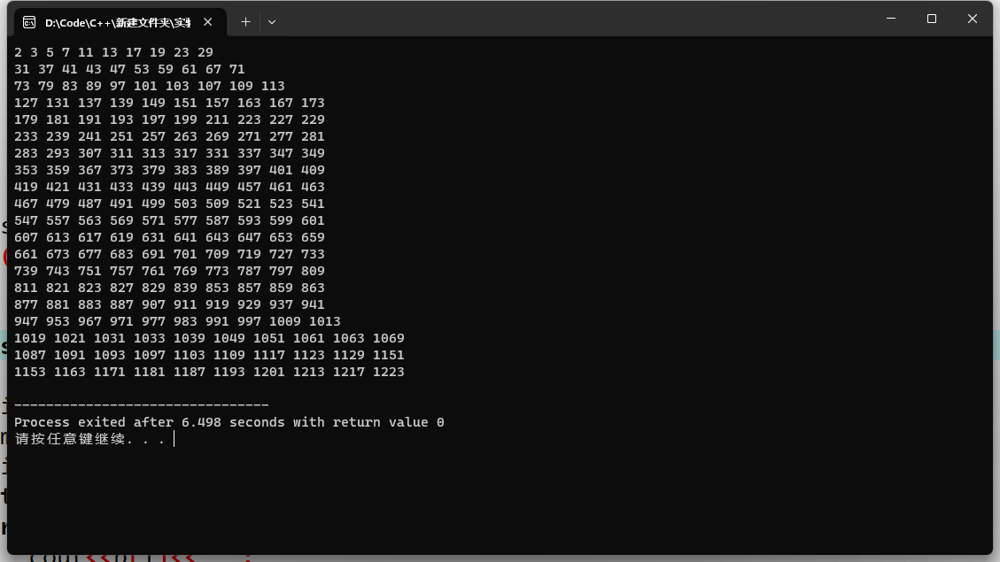 D:\Code\C++\新建文件夹\实
2 3 5 7 11 13 17 19 23 29
31 37 41 43 47 53 59 61 67 71
73 79 83 89 97 101 103 107 109 113
127 131 137 139 149 151 157 163 167 173
179 181 191 193 197 199 211 223 227 229
233 239 241 251 257 263 269 271 277 281
283 293 307 311 313 317 331 337 347 349
353 359 367 373 379 383 389 397 401 409
419 421 431 433 439 443 449 457 461 463
467 479 487 491 499 503 509 521 523 541
547 557 563 569 571 577 587 593 599 601
607 613 617 619 631 641 643 647 653 659
661 673 677 683 691 701 709 719 727 733
739 743 751 757 761 769 773 787 797 809
811 821 823 827 829 839 853 857 859 863
877 881 883 887 907 911 919 929 937 941
947 953 967 971 977 983 991 997 1009 1013
1019 1021 1031 1033 1039 1049 1051 1061 1063 1069
1087 1091 1093 1097 1103 1109 1117 1123 1129 1151
1153 1163 1171 1181 1187 1193 1201 1213 1217 1223
--------------------------------
Process exited after 6.498 seconds with return value 0
请按任意键继续. . .